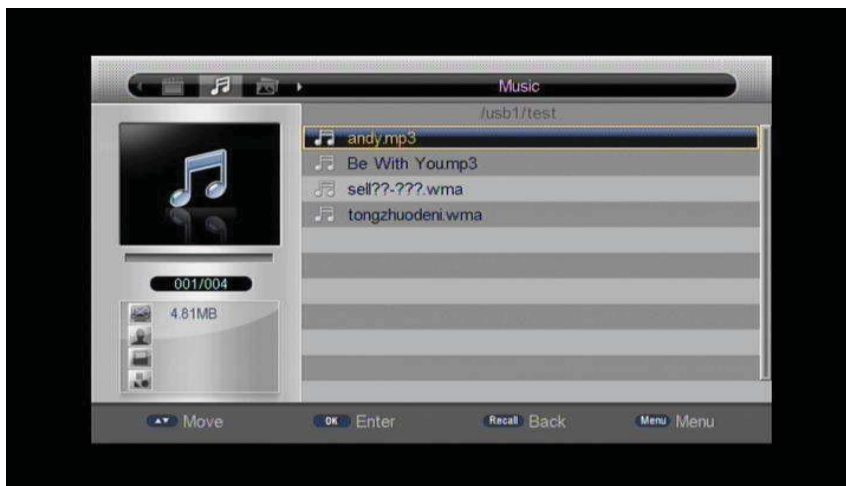 Music
/usb1/test
andy.mp3
Be With You.mp3
sell??-???.wma
tongzhuodeni.wma
001/004
4.81MB
Move
OK Enter
Recall Back
Menu Menu